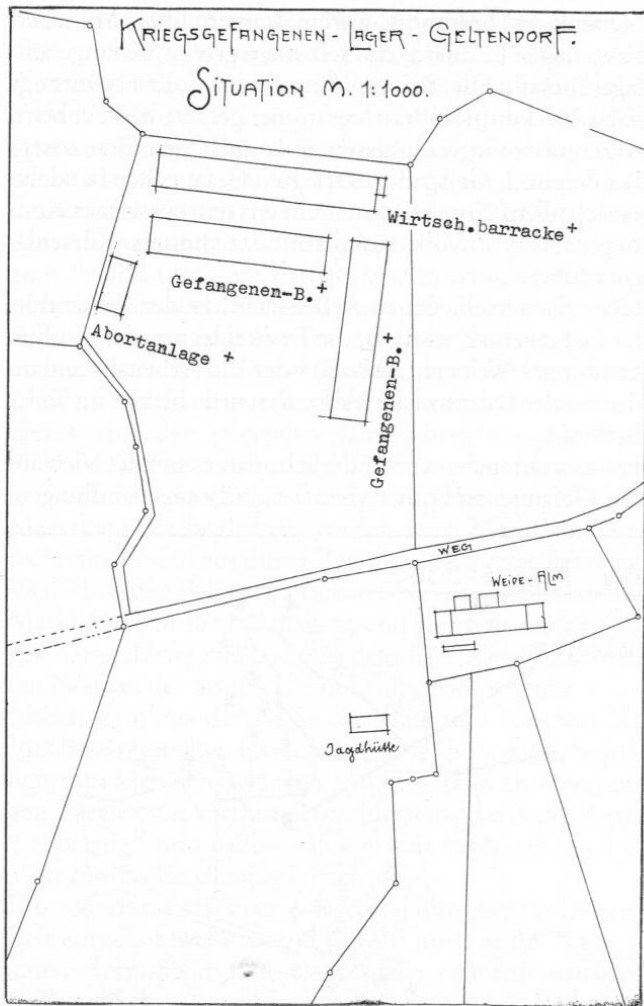 KRIEGSGEFANGENEN-LAGER-GELTENDORF
SITUATION M. 1:1000.
Wirtsch.barracke+
Gefangenen-B.+
Abortanlage +
Gefangenen B.+
WEG
WEIDE-Alm
Jagdhütte